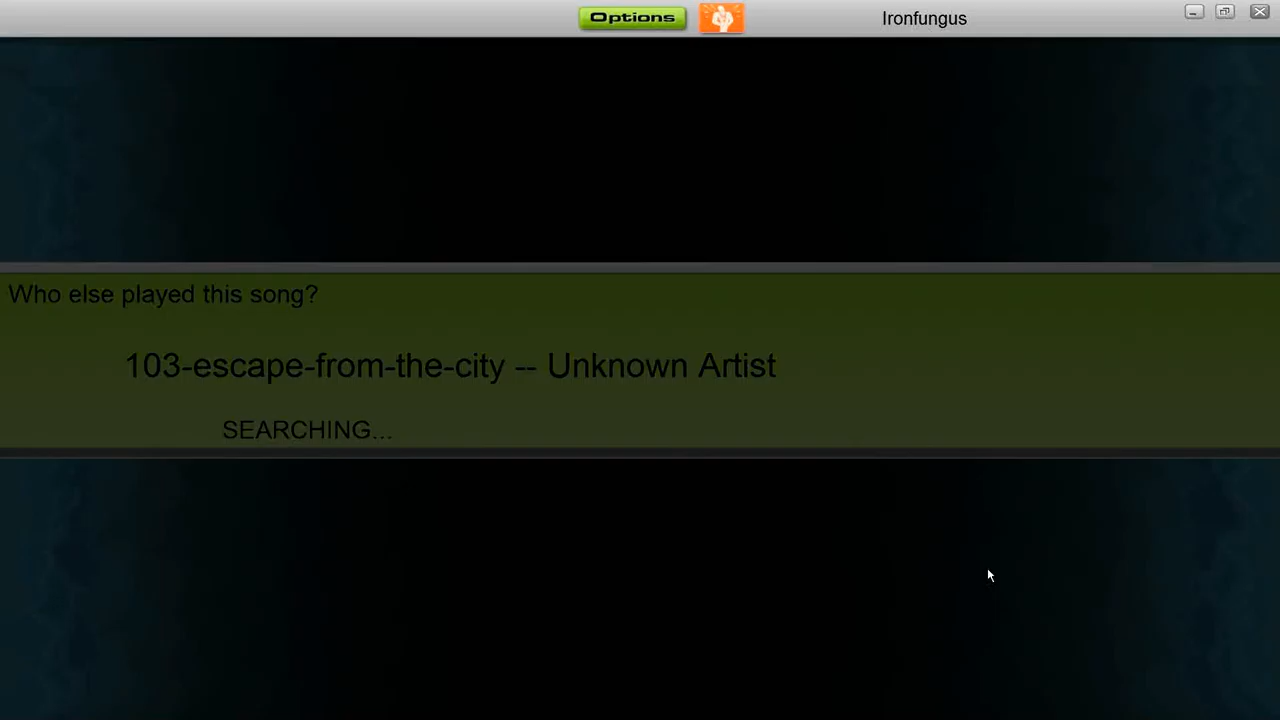 Options
Ironfungus
Who else played this song?
103-escape-from-the-city -- Unknown Artist
SEARCHING...